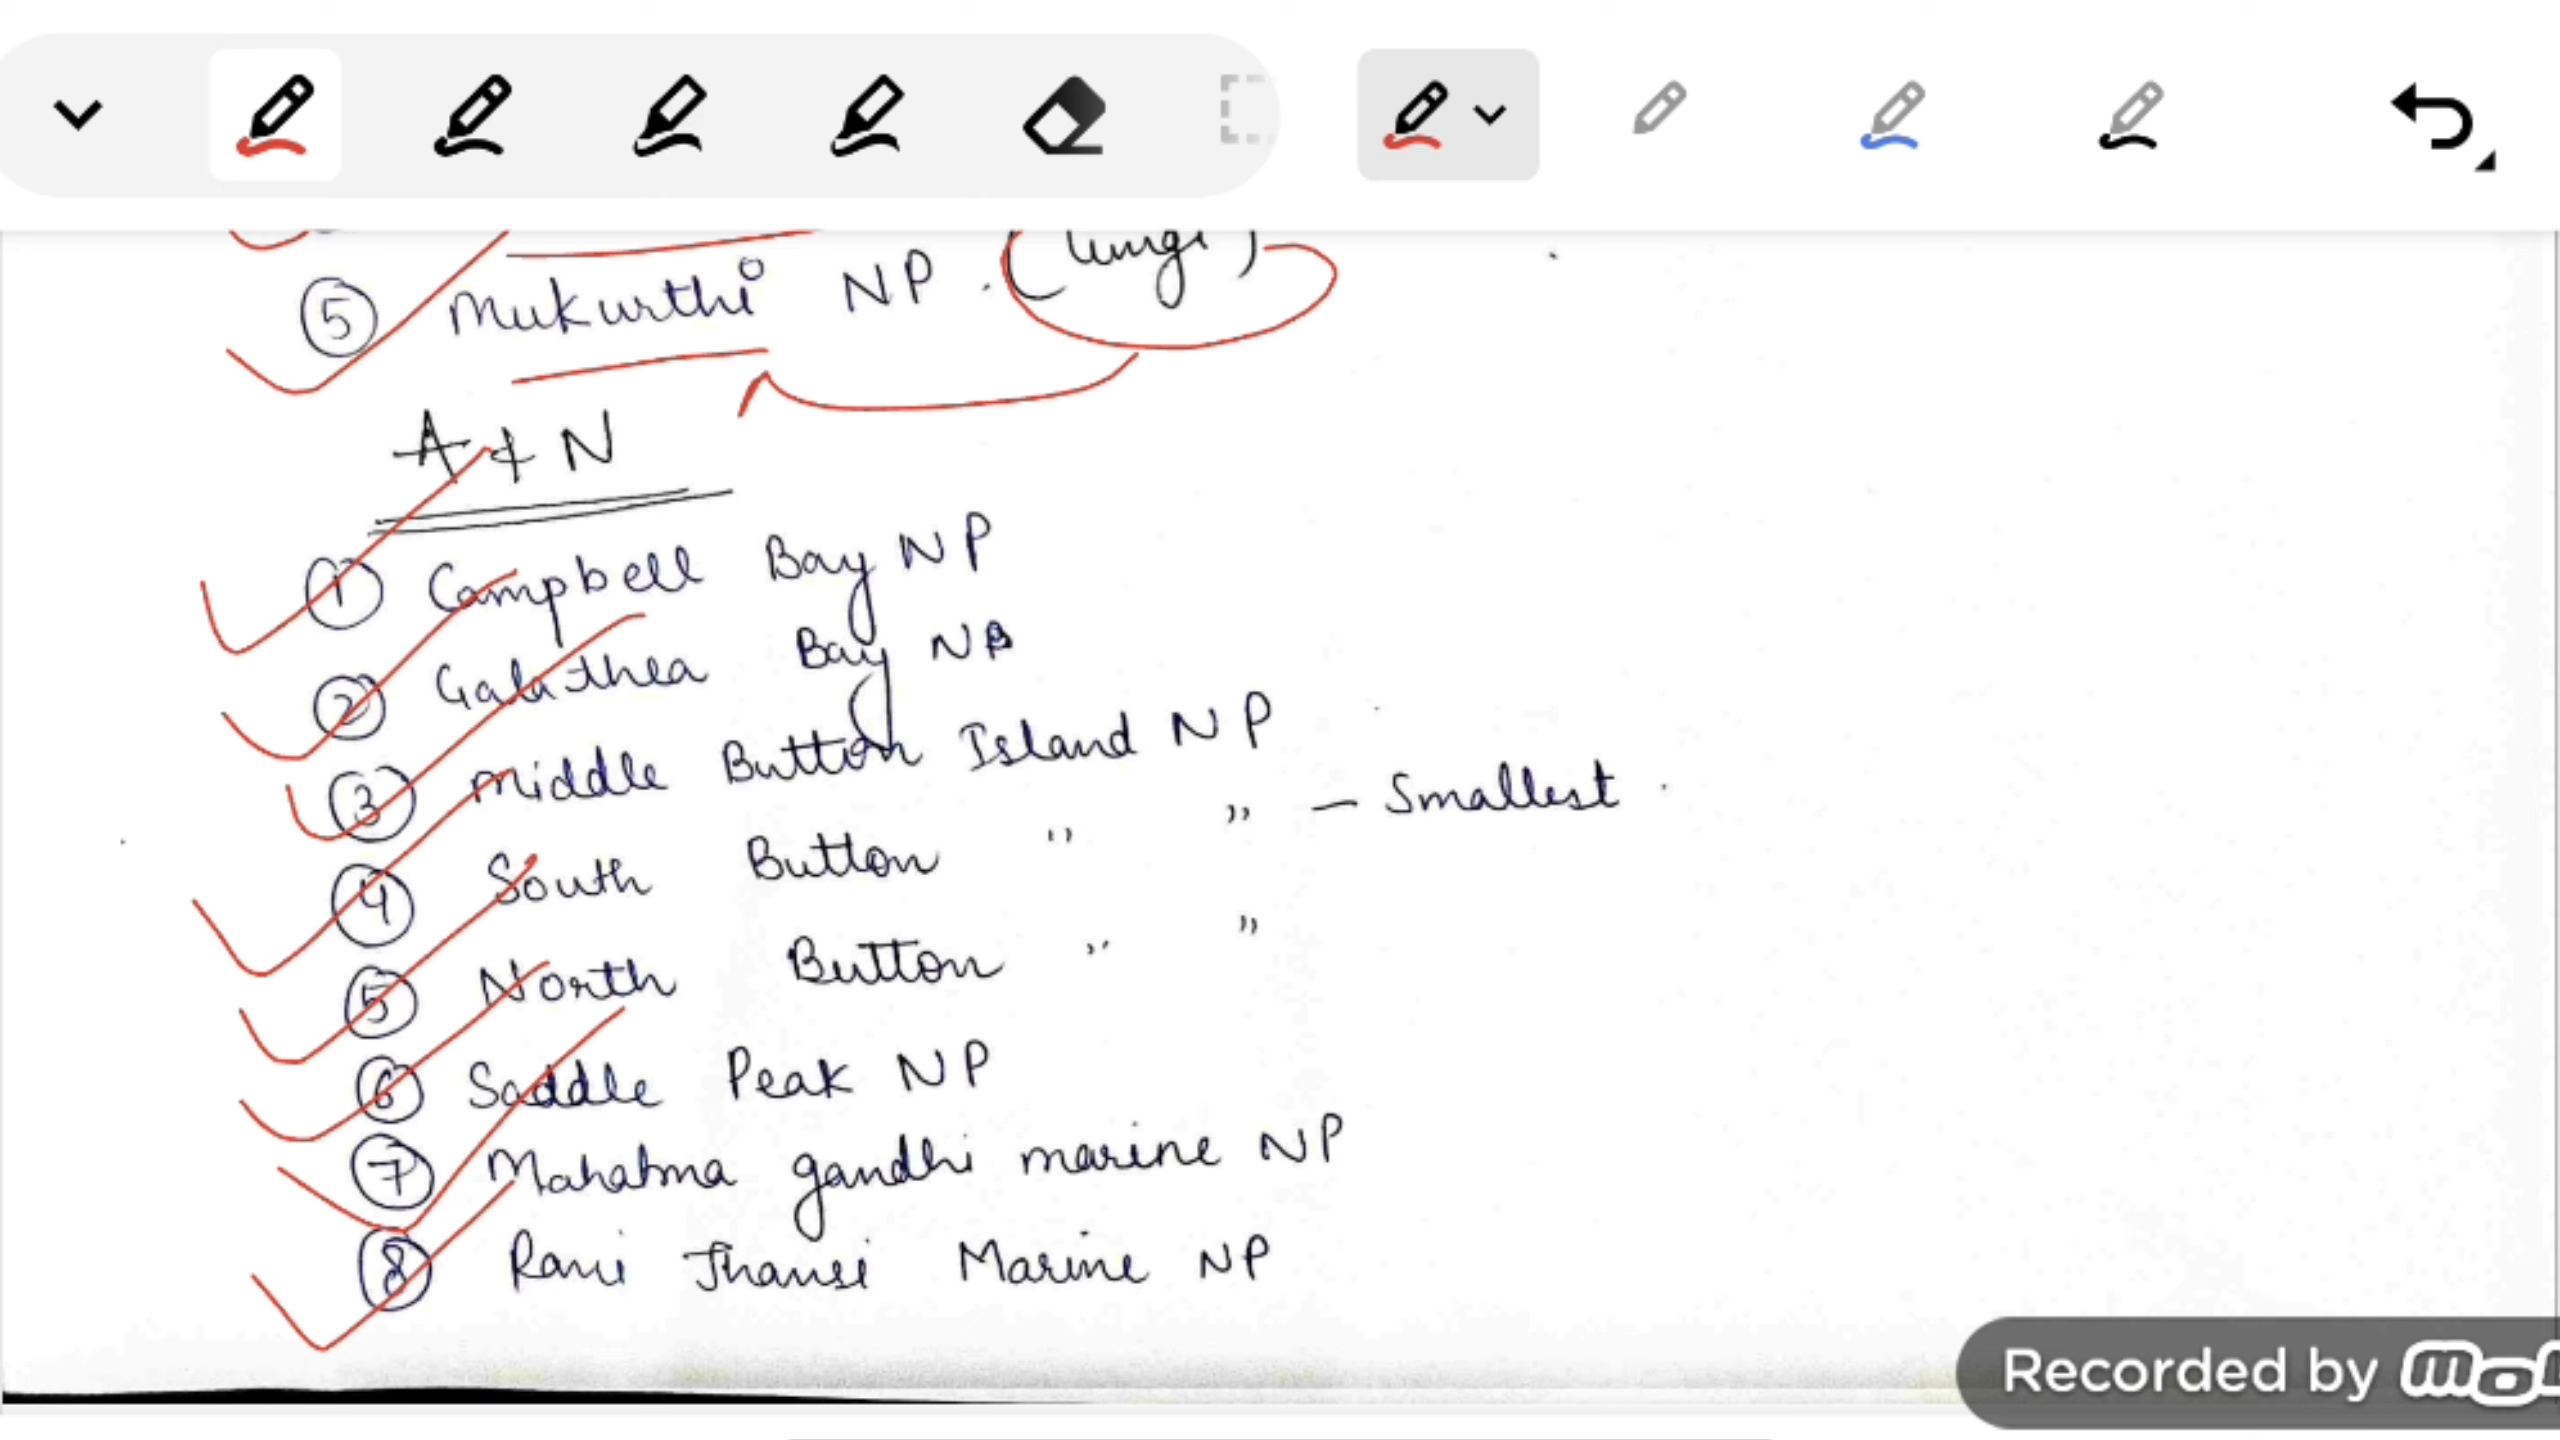 ⑤ Mukurthi NP. (lungi)
A & N
① Campbell Bay NP
② Galathea Bay NB
③ Middle Button Island NP
④ South Button " " – Smallest.
⑤ North Button " "
⑥ Saddle Peak NP
⑦ Mahatma gandhi marine NP
⑧ Rani Jhansi Marine NP
Recorded by